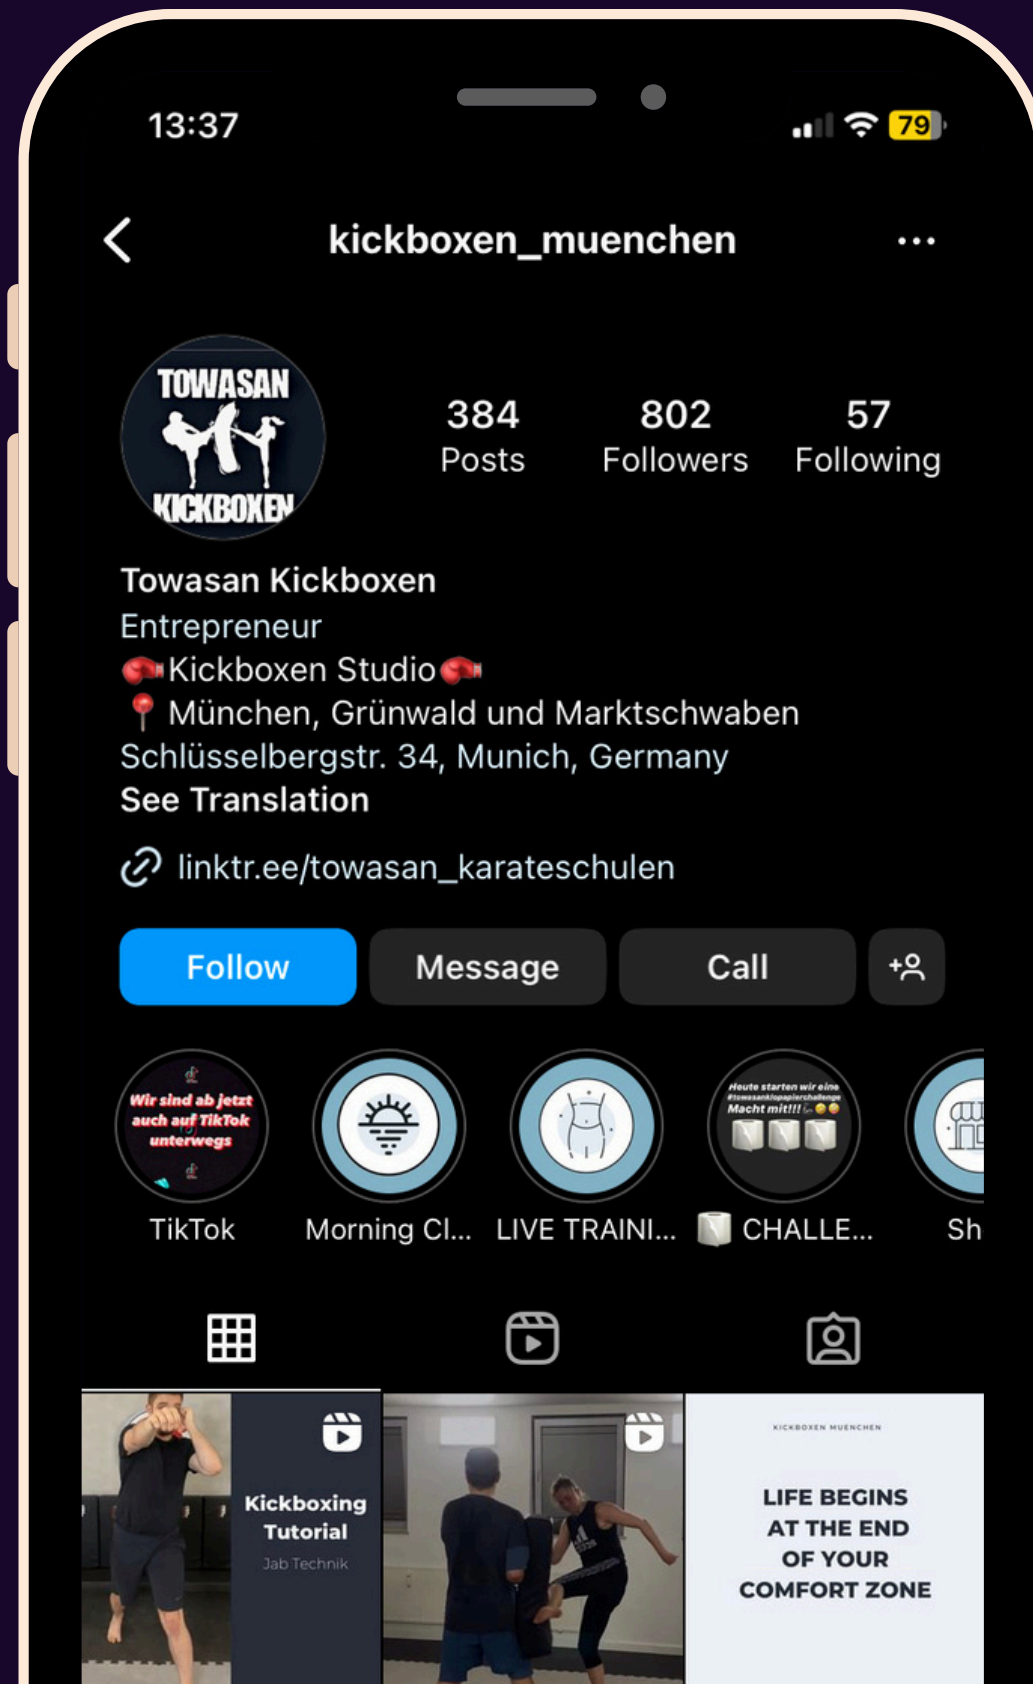 13:37
79
kickboxen_muenchen
TOWASAN
KICKBOXEN
384
Posts
802
Followers
57
Following
Towasan Kickboxen
Entrepreneur
🥊Kickboxen Studio🥊
📍 München, Grünwald und Marktschwaben
Schlüsselbergstr. 34, Munich, Germany
See Translation
linktr.ee/towasan_karateschulen
Follow
Message
Call
Wir sind ab jetzt
auch auf TikTok
unterwegs
Heute starten wir eine
#towasanklopapierchallenge
Macht mit!!!
TikTok
Morning Cl...
LIVE TRAINI...
🧻 CHALLE...
Sh
Kickboxing
Tutorial
Jab Technik
KICKBOXEN MUENCHEN
LIFE BEGINS
AT THE END
OF YOUR
COMFORT ZONE